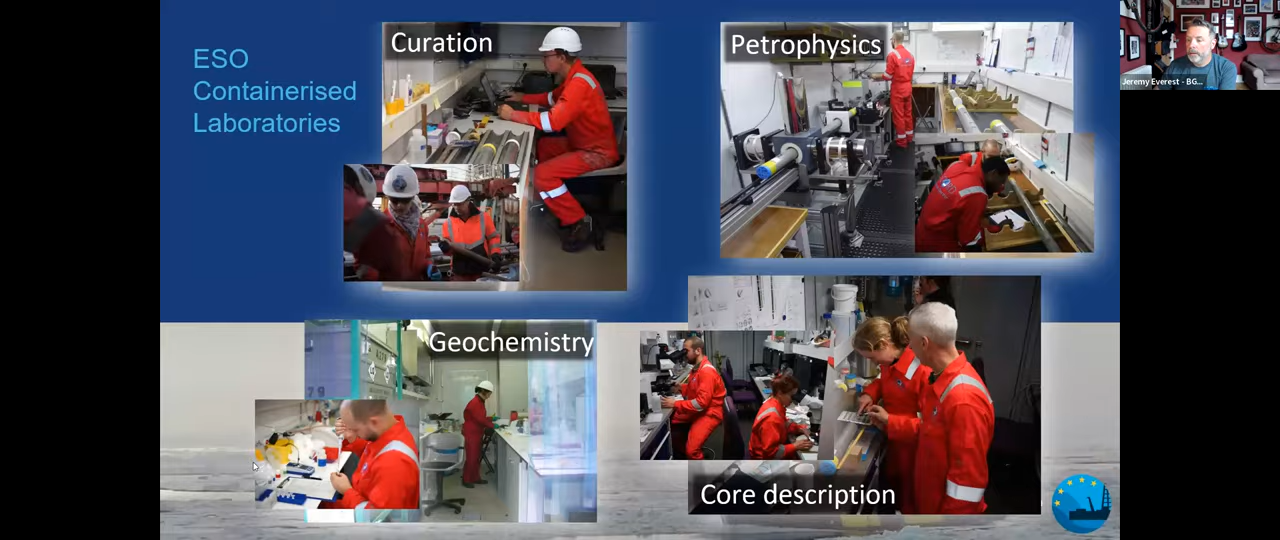 ESO
Containerised
Laboratories
Curation
Petrophysics
Geochemistry
Core description
Jeremy Everest - BG...